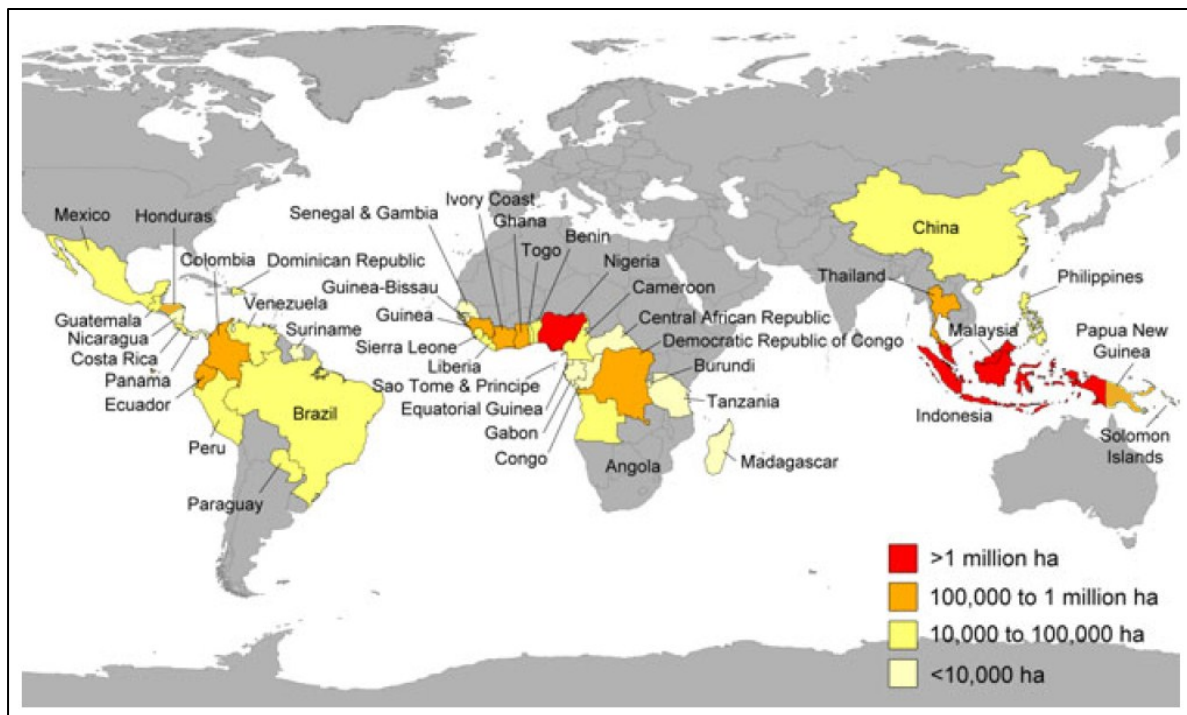 Mexico
Honduras
Colombia
Dominican Republic
Venezuela
Guatemala
Nicaragua
Suriname
Costa Rica
Panama
Ecuador
Brazil
Peru
Paraguay
Senegal & Gambia
Ivory Coast
Ghana
Togo
Benin
Guinea-Bissau
Nigeria
Cameroon
Guinea
Central African Republic
Sierra Leone
Democratic Republic of Congo
Liberia
Burundi
Sao Tome & Principe
Tanzania
Equatorial Guinea
Gabon
Congo
Angola
Madagascar
China
Thailand
Philippines
Malaysia
Papua New
Guinea
Indonesia
Solomon
Islands
>1 million ha
100,000 to 1 million ha
10,000 to 100,000 ha
<10,000 ha